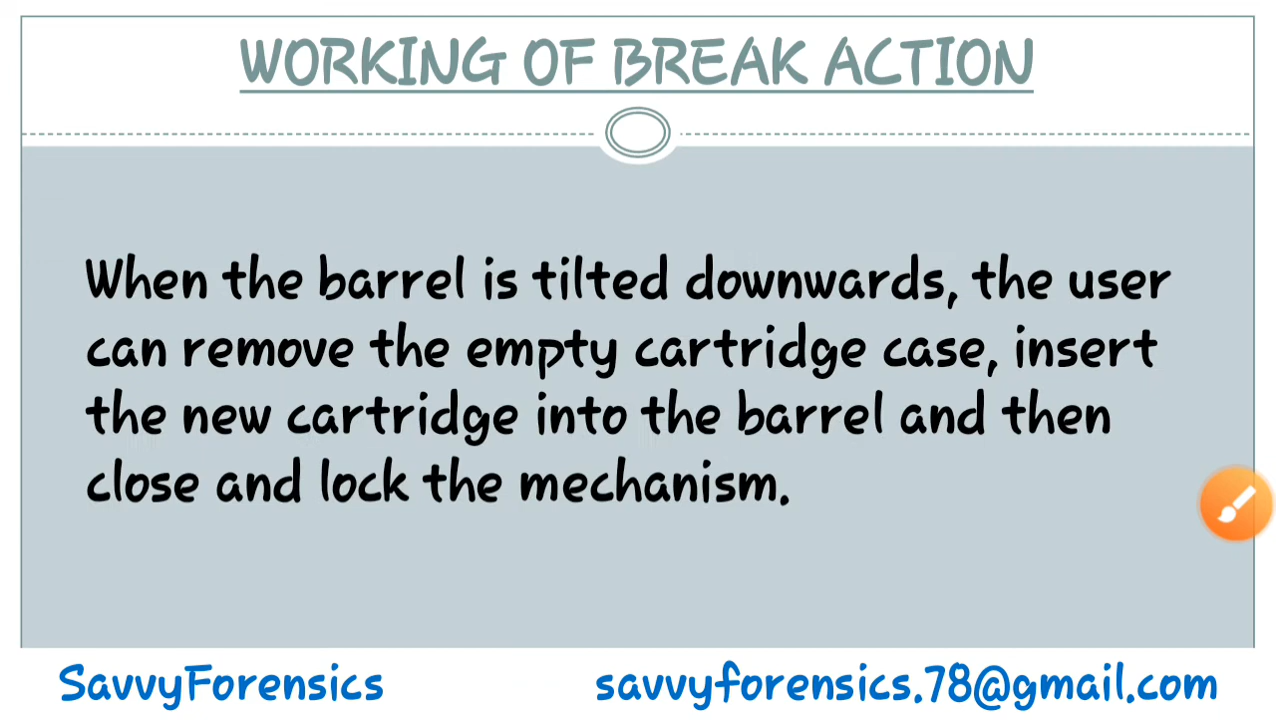 WORKING OF BREAK ACTION
When the barrel is tilted downwards, the user
can remove the empty cartridge case, insert
the new cartridge into the barrel and then
close and lock the mechanism.
SavvyForensics
savvyforensics.78@gmail.com